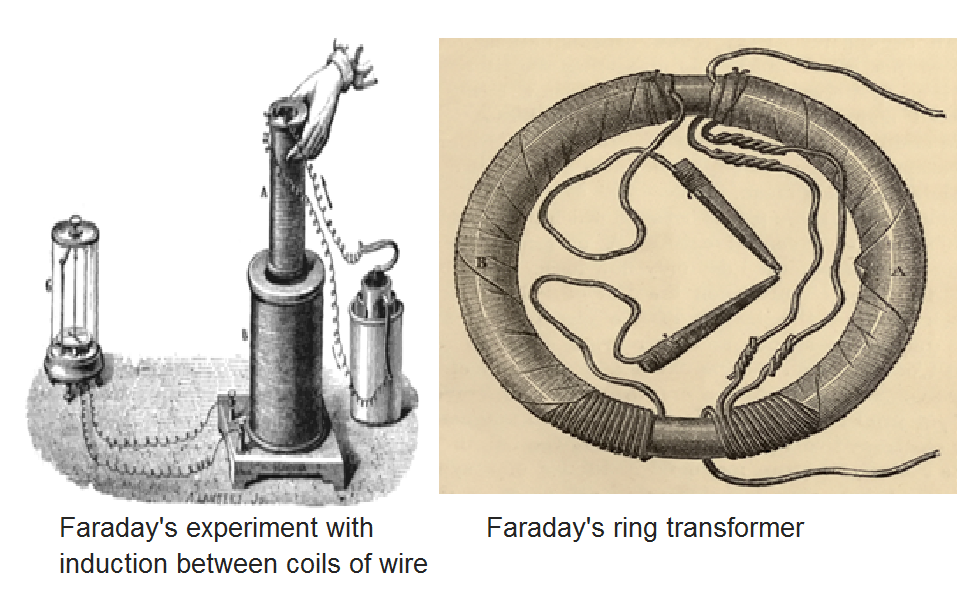 A
B
G
B
A
Faraday's experiment with
induction between coils of wire
Faraday's ring transformer